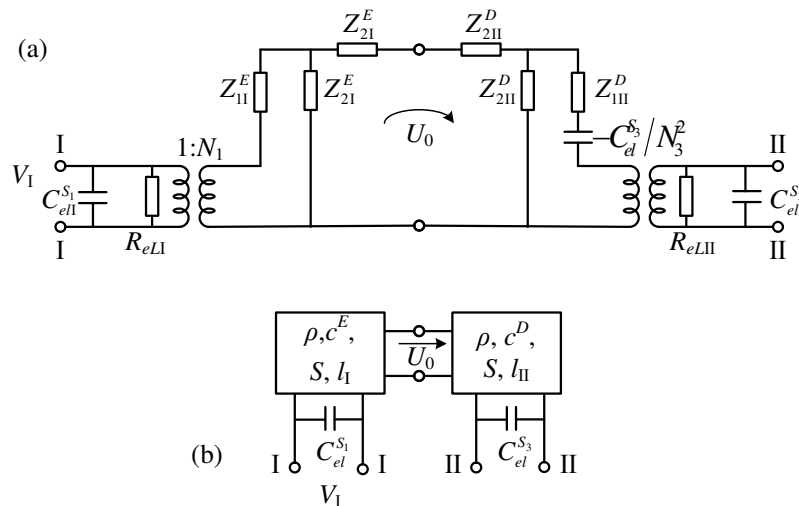 (a)
Z_{2I}^{E}
Z_{2II}^{D}
Z_{1I}^{E}
Z_{2I}^{E}
Z_{2II}^{D}
Z_{1II}^{D}
U_0
−C_{el}^{S_3}/N_3^2
I
1:N_1
II
V_I
C_{elI}^{S_1}
C_{el}^{S}
I
R_{eLI}
R_{eLII}
II
ρ,c^E,
S, l_I
U_0
ρ, c^D,
S, l_{II}
C_{el}^{S_1}
C_{el}^{S_3}
(b)
I
I
II
II
V_I